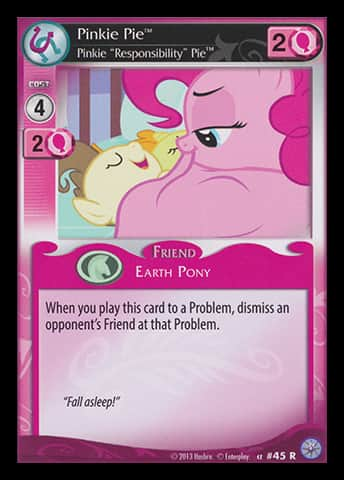 Pinkie Pie™
Pinkie "Responsibility" Pie™
2
COST
4
2
FRIEND
EARTH PONY
When you play this card to a Problem, dismiss an
opponent's Friend at that Problem.
"Fall asleep!"
© 2013 Hasbro. © Enterplay. α #45 R